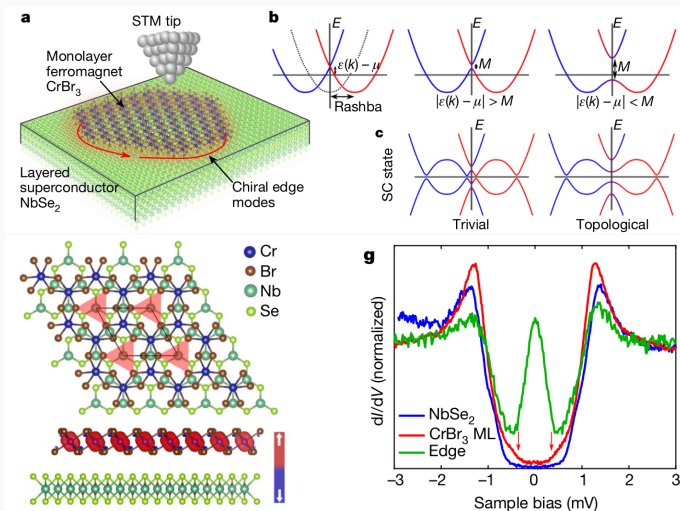 a
STM tip
Monolayer
ferromagnet
CrBr₃
Layered
superconductor
NbSe₂
Chiral edge
modes
b
E
ε(k) – μ
Rashba
E
M
|ε(k) – μ| > M
E
M
|ε(k) – μ| < M
c
SC state
Trivial
Topological
Cr
Br
Nb
Se
g
dI/dV (normalized)
NbSe₂
CrBr₃ ML
Edge
–3 –2 –1 0 1 2 3
Sample bias (mV)